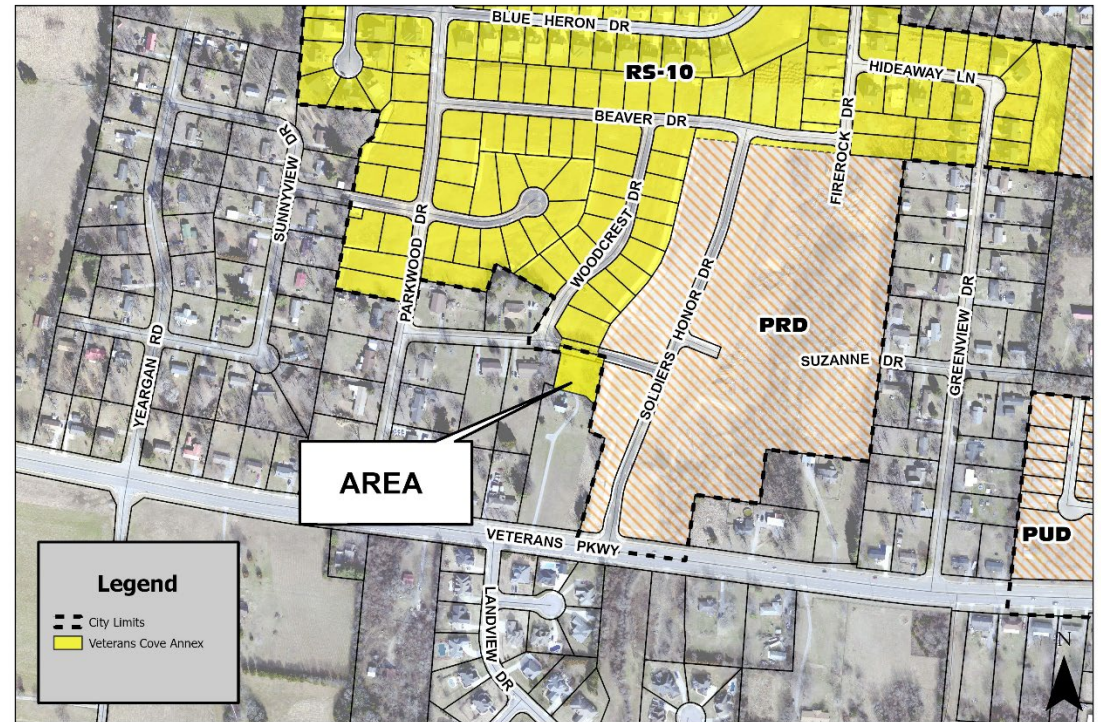 BLUE HERON DR
RS-10
HIDEAWAY LN
BEAVER DR
FIREROCK DR
SUNNYVIEW DR
WOODCREST DR
PARKWOOD DR
SOLDIERS HONOR DR
PRD
SUZANNE DR
GREENVIEW DR
YEARGAN RD
AREA
VETERANS PKWY
PUD
LANDVIEW DR
Legend
City Limits
Veterans Cove Annex
N